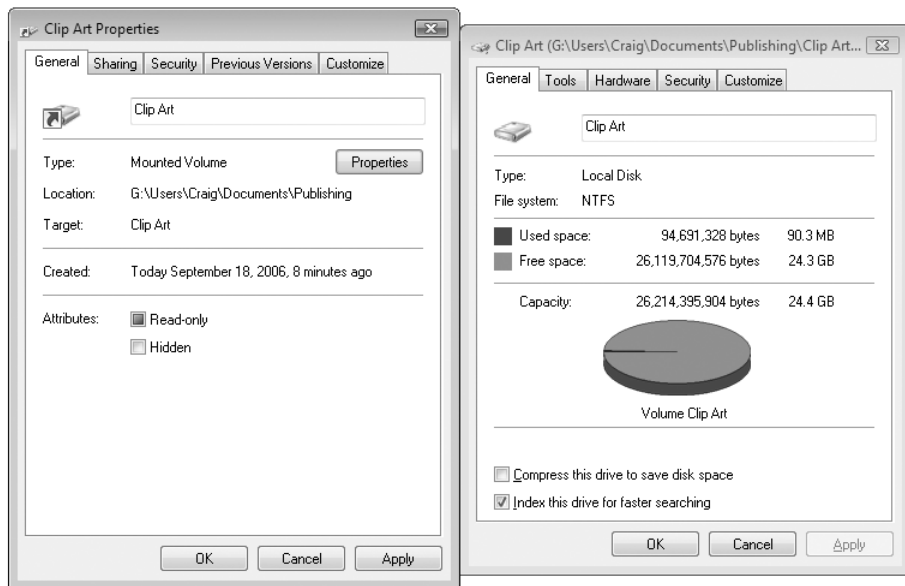 Clip Art Properties
General Sharing Security Previous Versions Customize
Clip Art
Type: Mounted Volume Properties
Location: G:\Users\Craig\Documents\Publishing
Target: Clip Art
Created: Today September 18, 2006, 8 minutes ago
Attributes: Read-only
Hidden
OK Cancel Apply
Clip Art (G:\Users\Craig\Documents\Publishing\Clip Art...
General Tools Hardware Security Customize
Clip Art
Type: Local Disk
File system: NTFS
Used space: 94,691,328 bytes 90.3 MB
Free space: 26,119,704,576 bytes 24.3 GB
Capacity: 26,214,395,904 bytes 24.4 GB
Volume Clip Art
Compress this drive to save disk space
Index this drive for faster searching
OK Cancel Apply